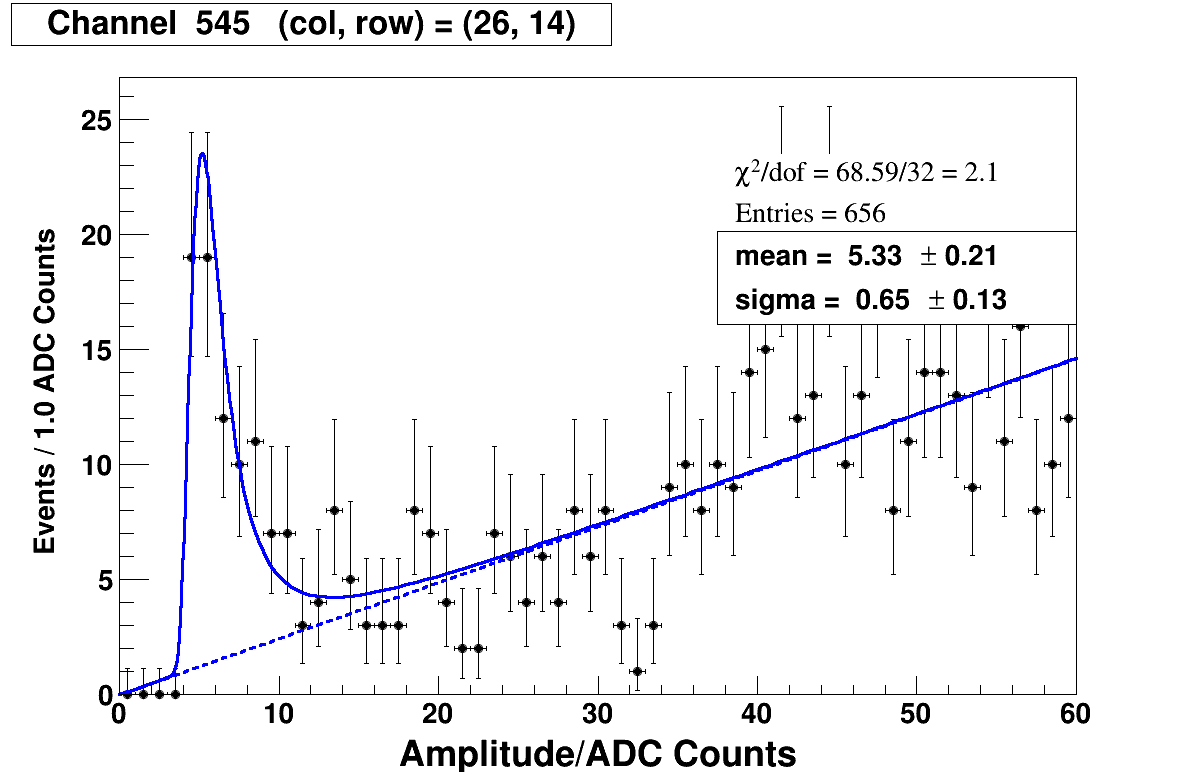 Channel 545 (col, row) = (26, 14)
Events / 1.0 ADC Counts
25
20
15
10
5
0
χ²/dof = 68.59/32 = 2.1
Entries = 656
mean = 5.33 ± 0.21
sigma = 0.65 ± 0.13
0 10 20 30 40 50 60
Amplitude/ADC Counts